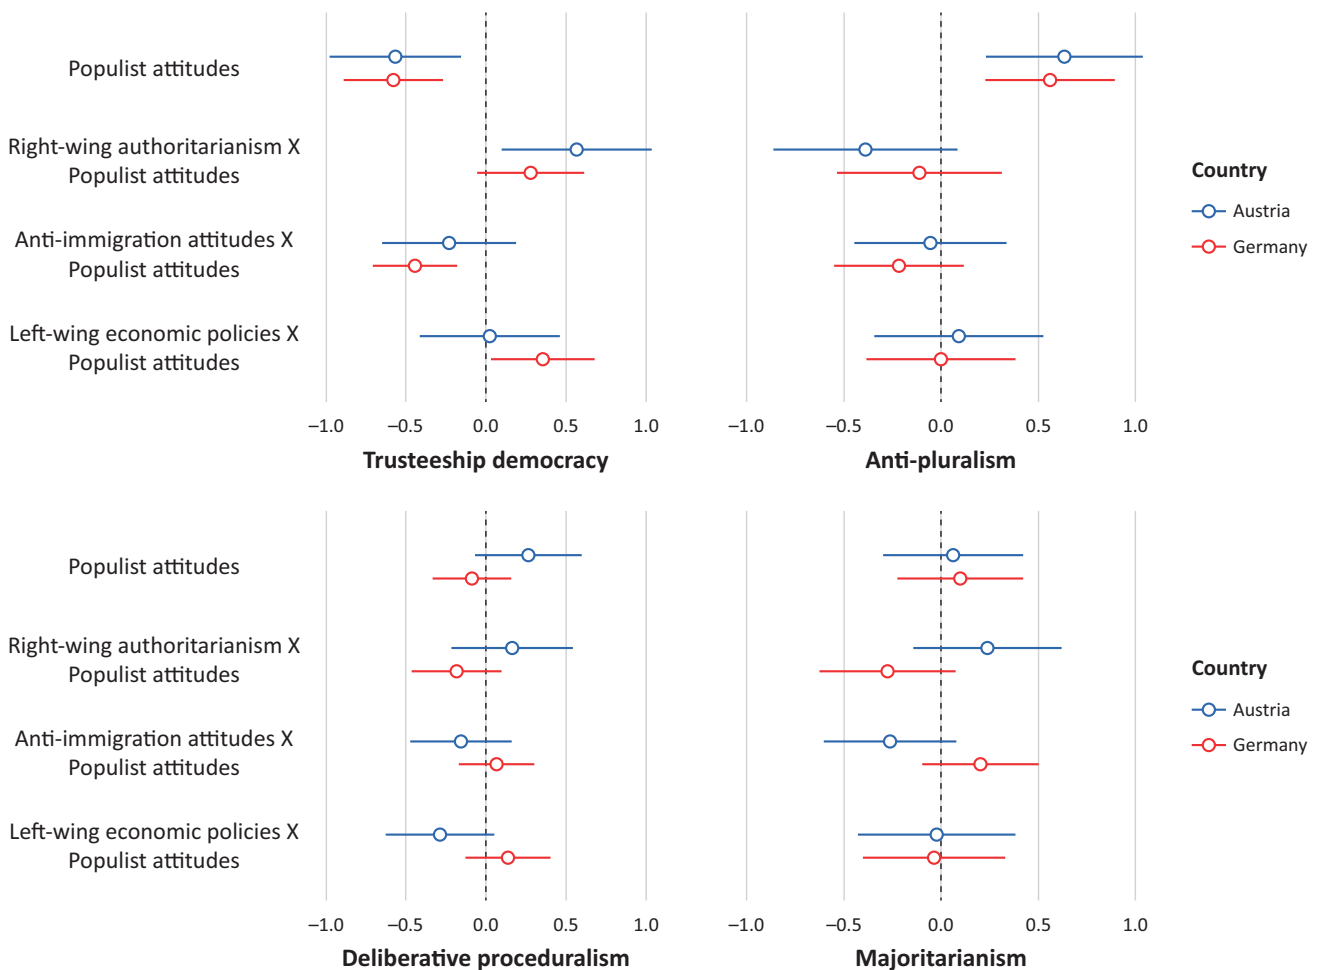 Populist attitudes
Right-wing authoritarianism X
Populist attitudes
Anti-immigration attitudes X
Populist attitudes
Left-wing economic policies X
Populist attitudes
–1.0 –0.5 0.0 0.5 1.0
Trusteeship democracy
–1.0 –0.5 0.0 0.5 1.0
Anti-pluralism
Country
Austria
Germany
Populist attitudes
Right-wing authoritarianism X
Populist attitudes
Anti-immigration attitudes X
Populist attitudes
Left-wing economic policies X
Populist attitudes
–1.0 –0.5 0.0 0.5 1.0
Deliberative proceduralism
–1.0 –0.5 0.0 0.5 1.0
Majoritarianism
Country
Austria
Germany